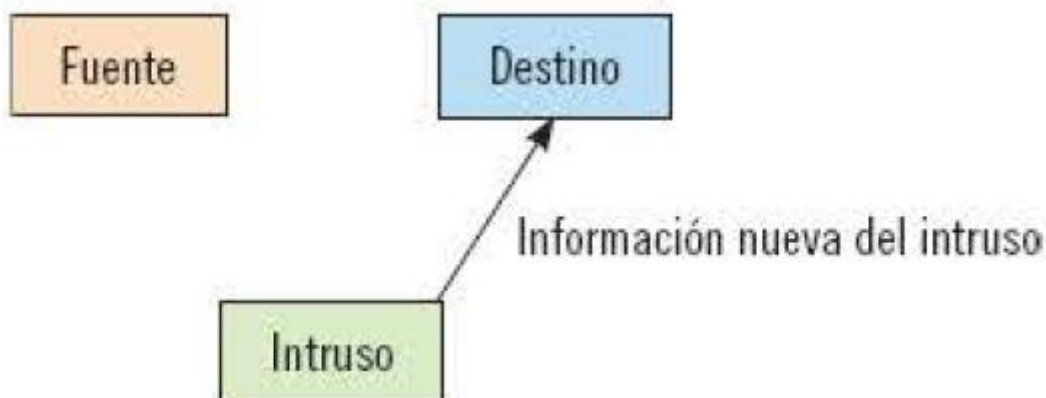 Fuente
Destino
Información nueva del intruso
Intruso